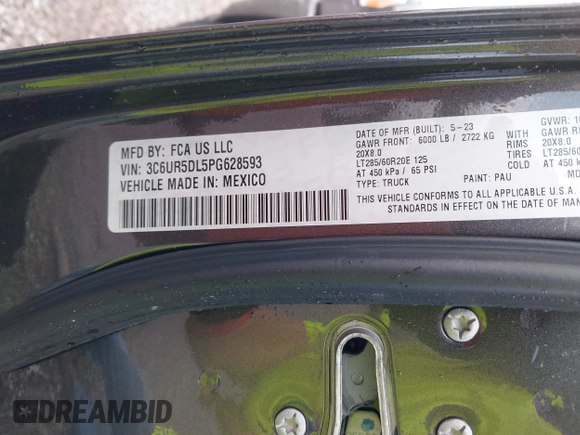 MFD BY: FCA US LLC
VIN: 3C6UR5DL5PG628593
VEHICLE MADE IN: MEXICO
DATE OF MFR (BUILT): 5-23
GAWR FRONT: 6000 LB / 2722 KG
20X8.0
LT285/60R20E 125
AT 450 kPa / 65 PSI
TYPE: TRUCK
WITH
RIMS
TIRES
COLD
GVWR:
20X8.0
LT285/60
AT 450 k
PAINT: PAU
THIS VEHICLE CONFORMS TO ALL APPLICABLE U.S.A.
STANDARDS IN EFFECT ON THE DATE OF MAN
DREAMBID